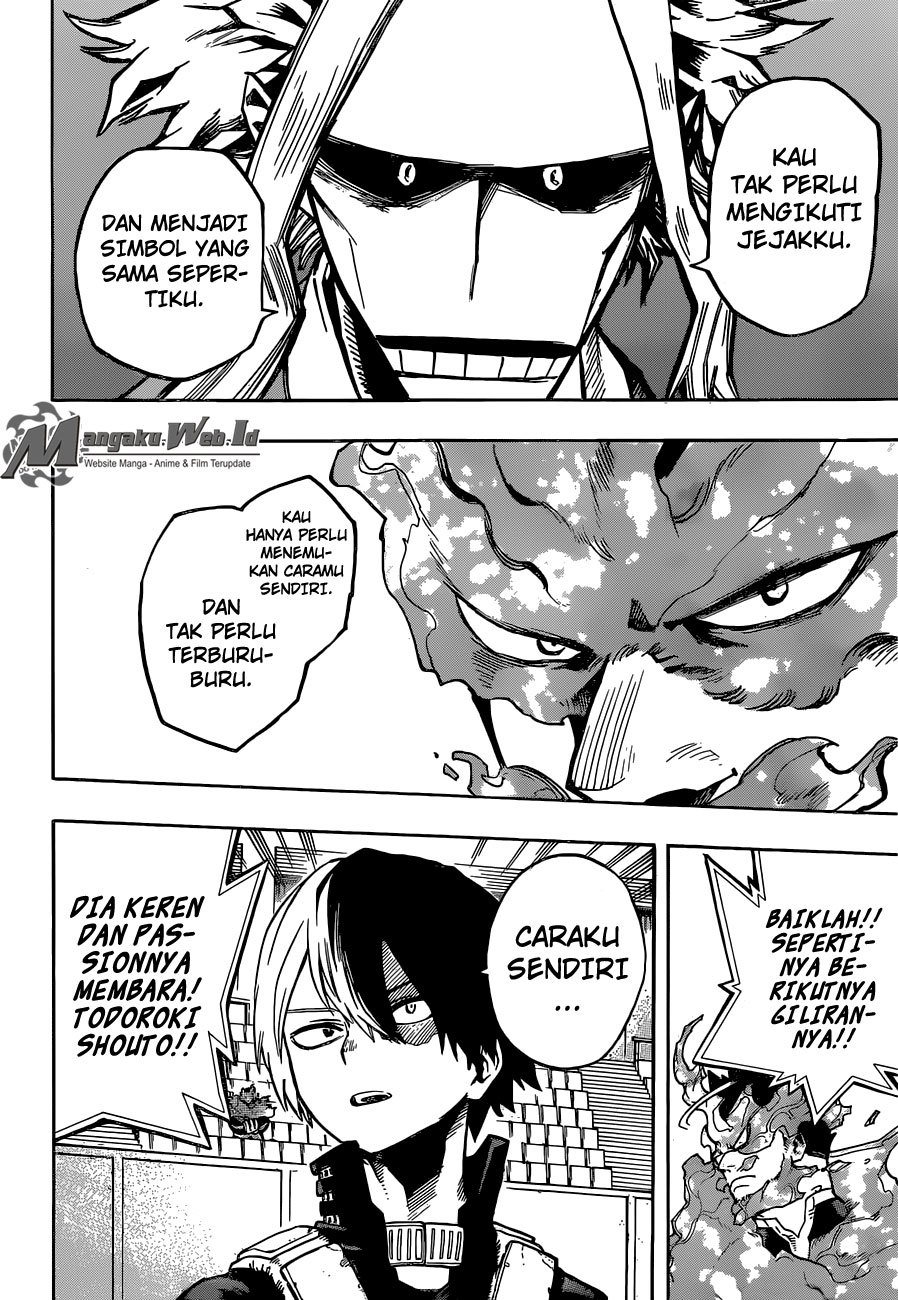 KAU
TAK PERLU
MENGIKUTI
JEJAKKU.
DAN MENJADI
SIMBOL YANG
SAMA SEPER-
TIKU.
Mangaku.Web.Id
Website Manga - Anime & Film Terupdate
KAU
HANYA PERLU
MENEMU-
KAN CARAMU
SENDIRI.
DAN
TAK PERLU
TERBURU-
BURU.
BAIKLAH!!
SEPERTI-
NYA BE-
RIKUTNYA
GILIRAN-
NYA!!
CARAKU
SENDIRI
...
DIA KEREN
DAN PAS-
SIONNYA
MEMBARA!
TODOROKI
SHOUTO!!